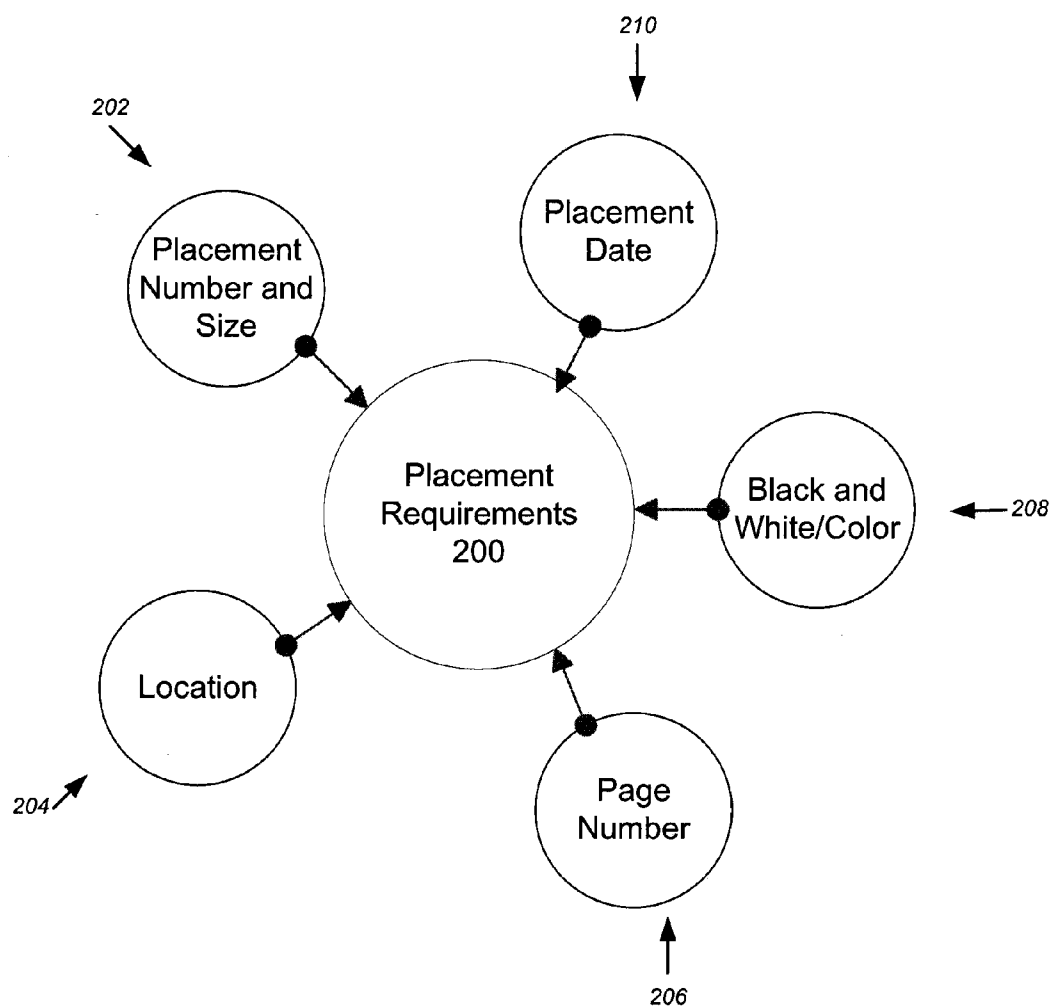 210
202
Placement
Date
Placement
Number and
Size
Placement
Requirements
200
Black and
White/Color
208
Location
204
Page
Number
206